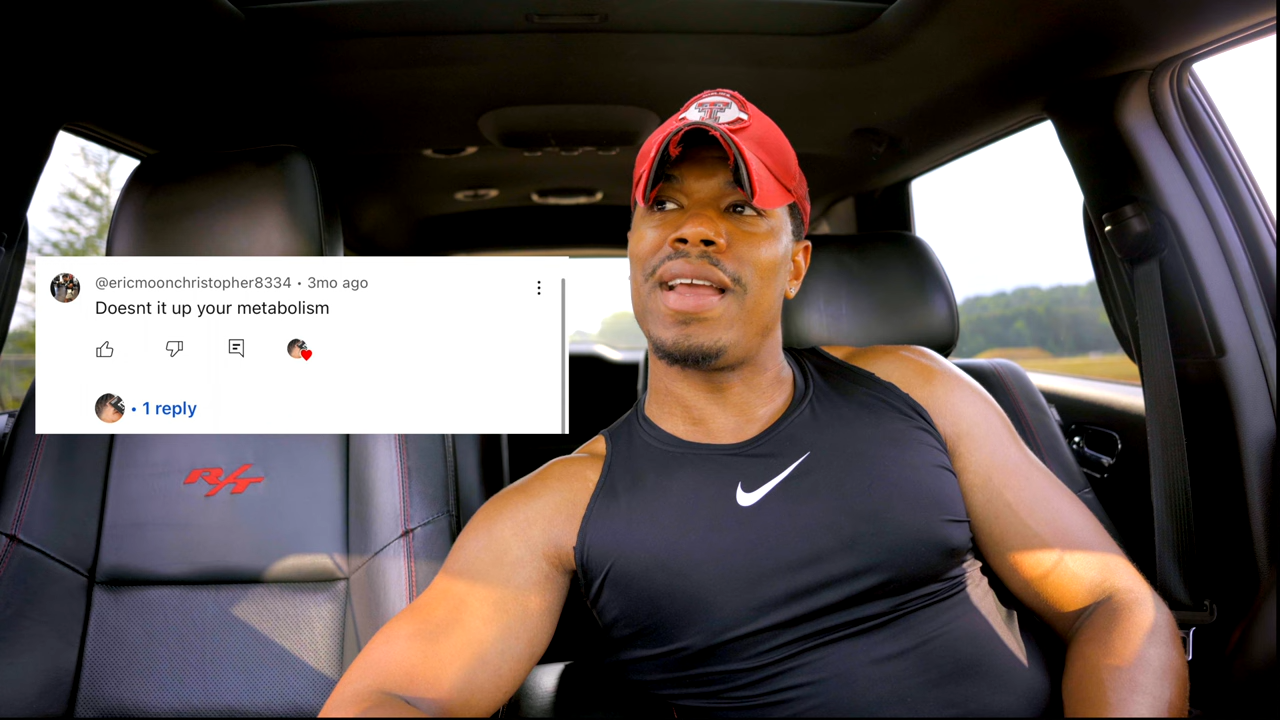 @ericmoonchristopher8334 • 3mo ago
Doesnt it up your metabolism
• 1 reply
R/T
T